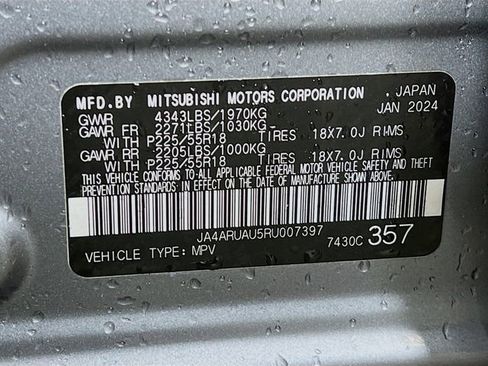 MFD.BY MITSUBISHI MOTORS CORPORATION JAPAN
GVWR 4343LBS/1970KG JAN 2024
GAWR FR 2271LBS/1030KG
WITH P225/55R18 TIRES 18X7.0J RIMS
GAWR RR 2205LBS/1000KG
WITH P225/55R18 TIRES 18X7.0J RIMS
THIS VEHICLE CONFORMS TO ALL APPLICABLE FEDERAL MOTOR VEHICLE SAFETY AND THEFT
PREVENTION STANDARDS IN EFFECT ON THE DATE OF MANUFACTURE SHOWN ABOVE.
JA4ARUAU5RU007397
VEHICLE TYPE: MPV 7430C 357